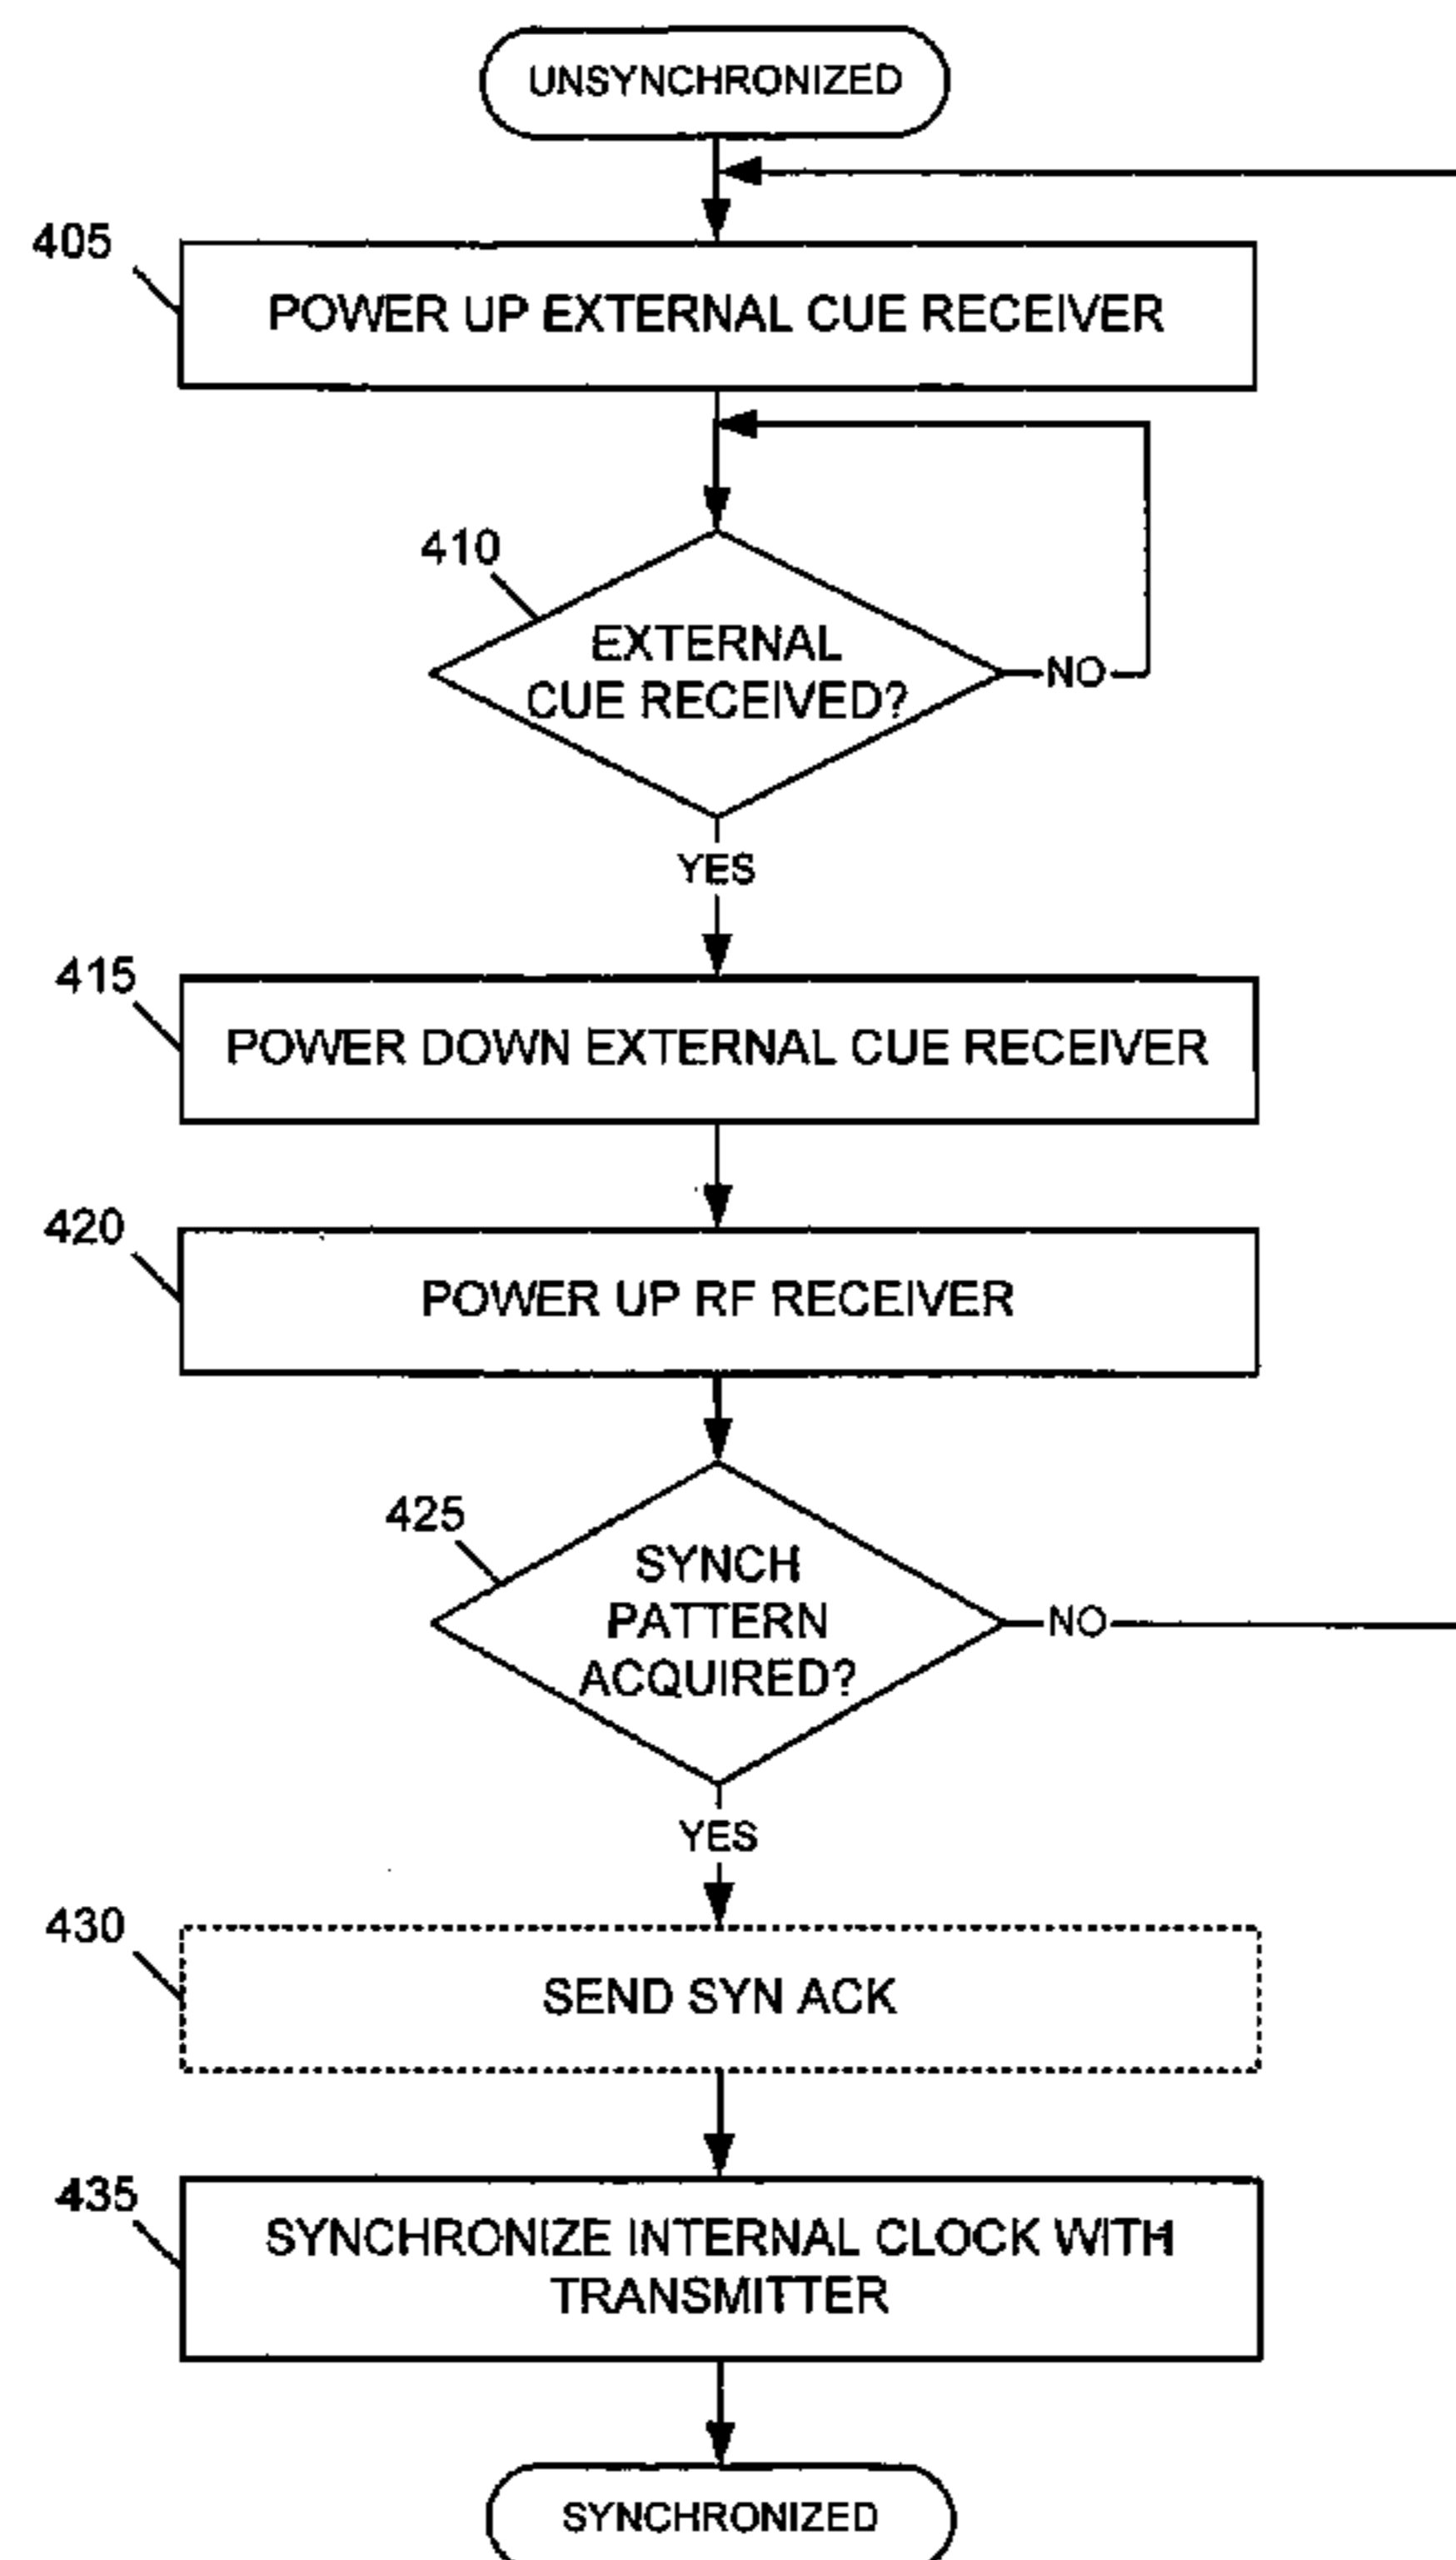 UNSYNCHRONIZED
405
POWER UP EXTERNAL CUE RECEIVER
410
EXTERNAL
CUE RECEIVED?
NO
YES
415
POWER DOWN EXTERNAL CUE RECEIVER
420
POWER UP RF RECEIVER
425
SYNCH
PATTERN
ACQUIRED?
NO
YES
430
SEND SYN ACK
435
SYNCHRONIZE INTERNAL CLOCK WITH
TRANSMITTER
SYNCHRONIZED